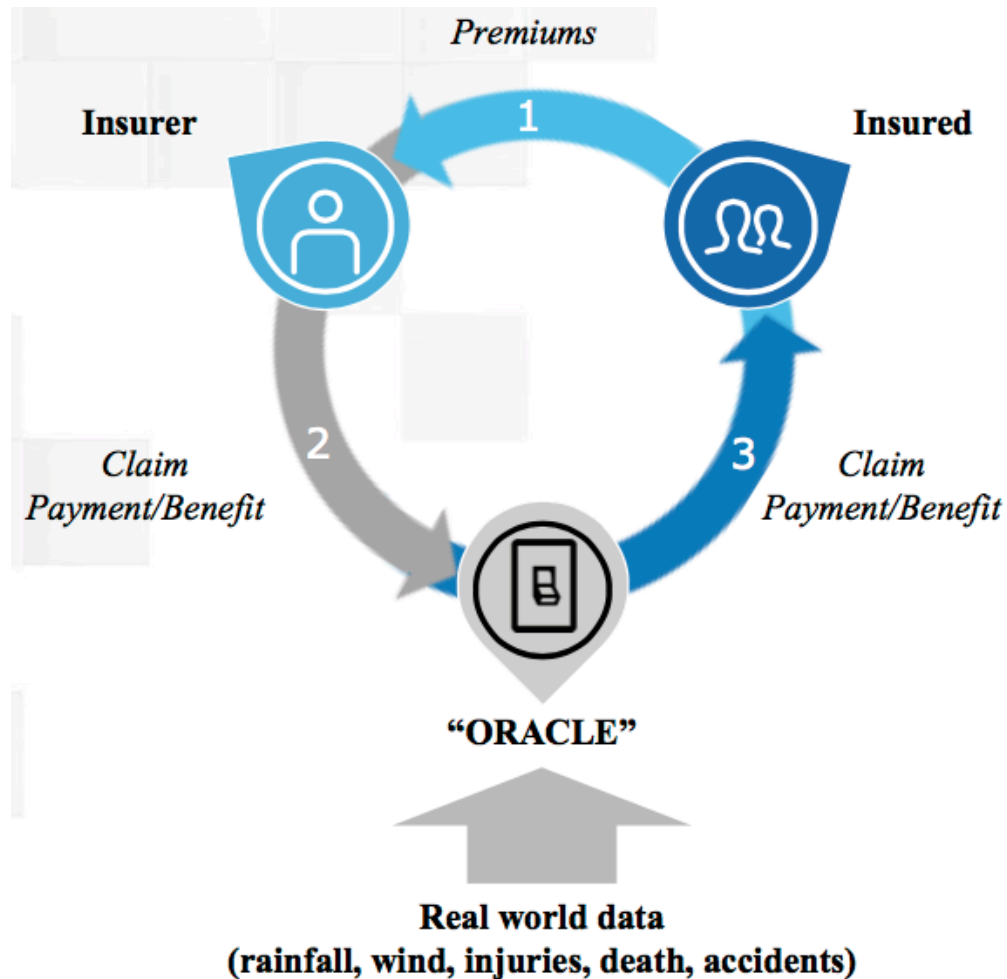 Premiums
1
Insurer
Insured
2
3
Claim
Payment/Benefit
Claim
Payment/Benefit
“ORACLE”
Real world data
(rainfall, wind, injuries, death, accidents)